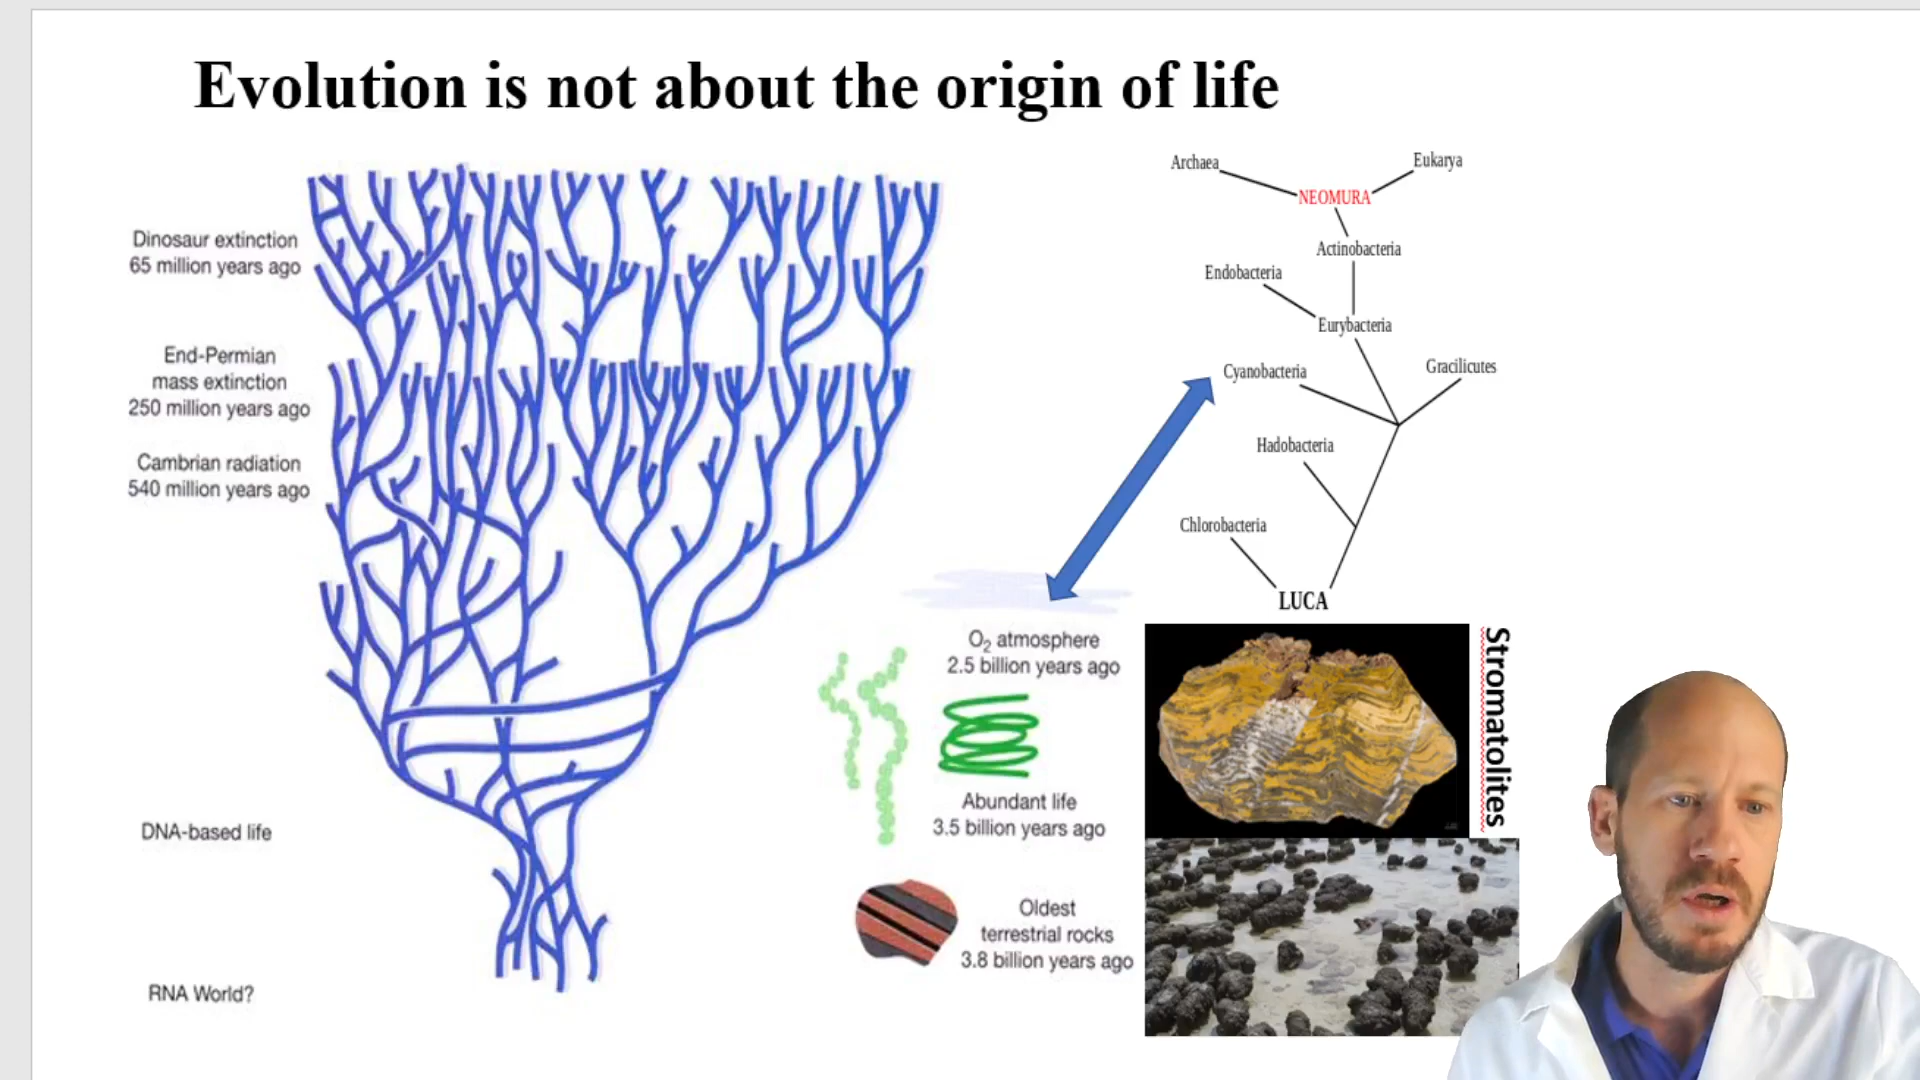 Evolution is not about the origin of life
Dinosaur extinction
65 million years ago
End-Permian
mass extinction
250 million years ago
Cambrian radiation
540 million years ago
DNA-based life
RNA World?
O₂ atmosphere
2.5 billion years ago
Abundant life
3.5 billion years ago
Oldest
terrestrial rocks
3.8 billion years ago
Archaea
Eukarya
NEOMURA
Actinobacteria
Endobacteria
Eurybacteria
Cyanobacteria
Gracilicutes
Hadobacteria
Chlorobacteria
LUCA
Stromatolites